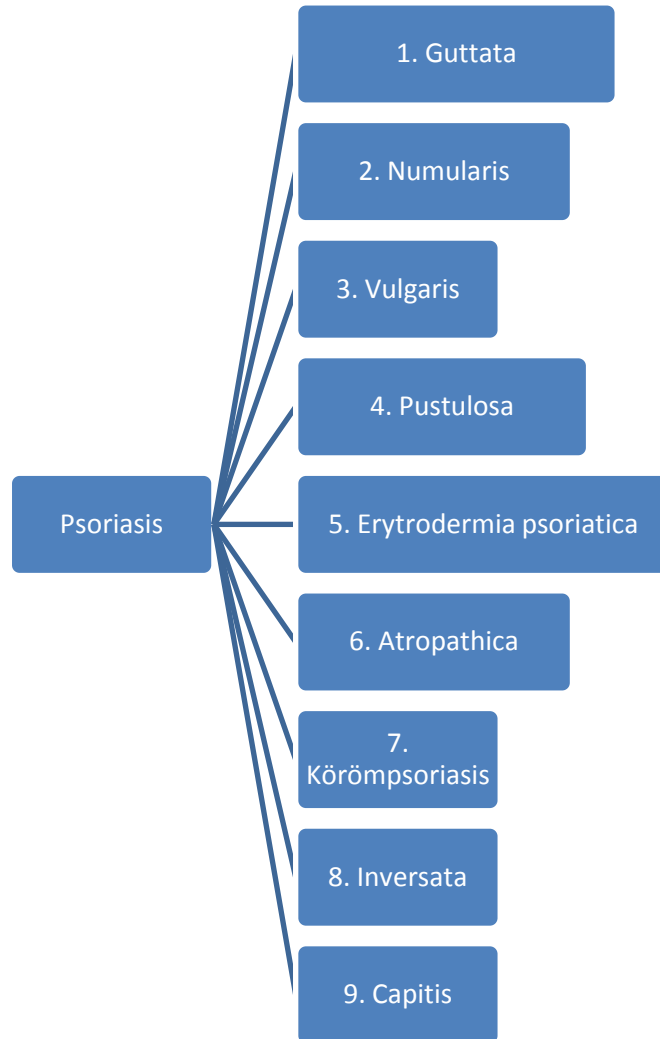 1. Guttata
2. Numularis
3. Vulgaris
4. Pustulosa
Psoriasis
5. Erytrodermia psoriatica
6. Atropathica
7.
Körömpsoriasis
8. Inversata
9. Capitis